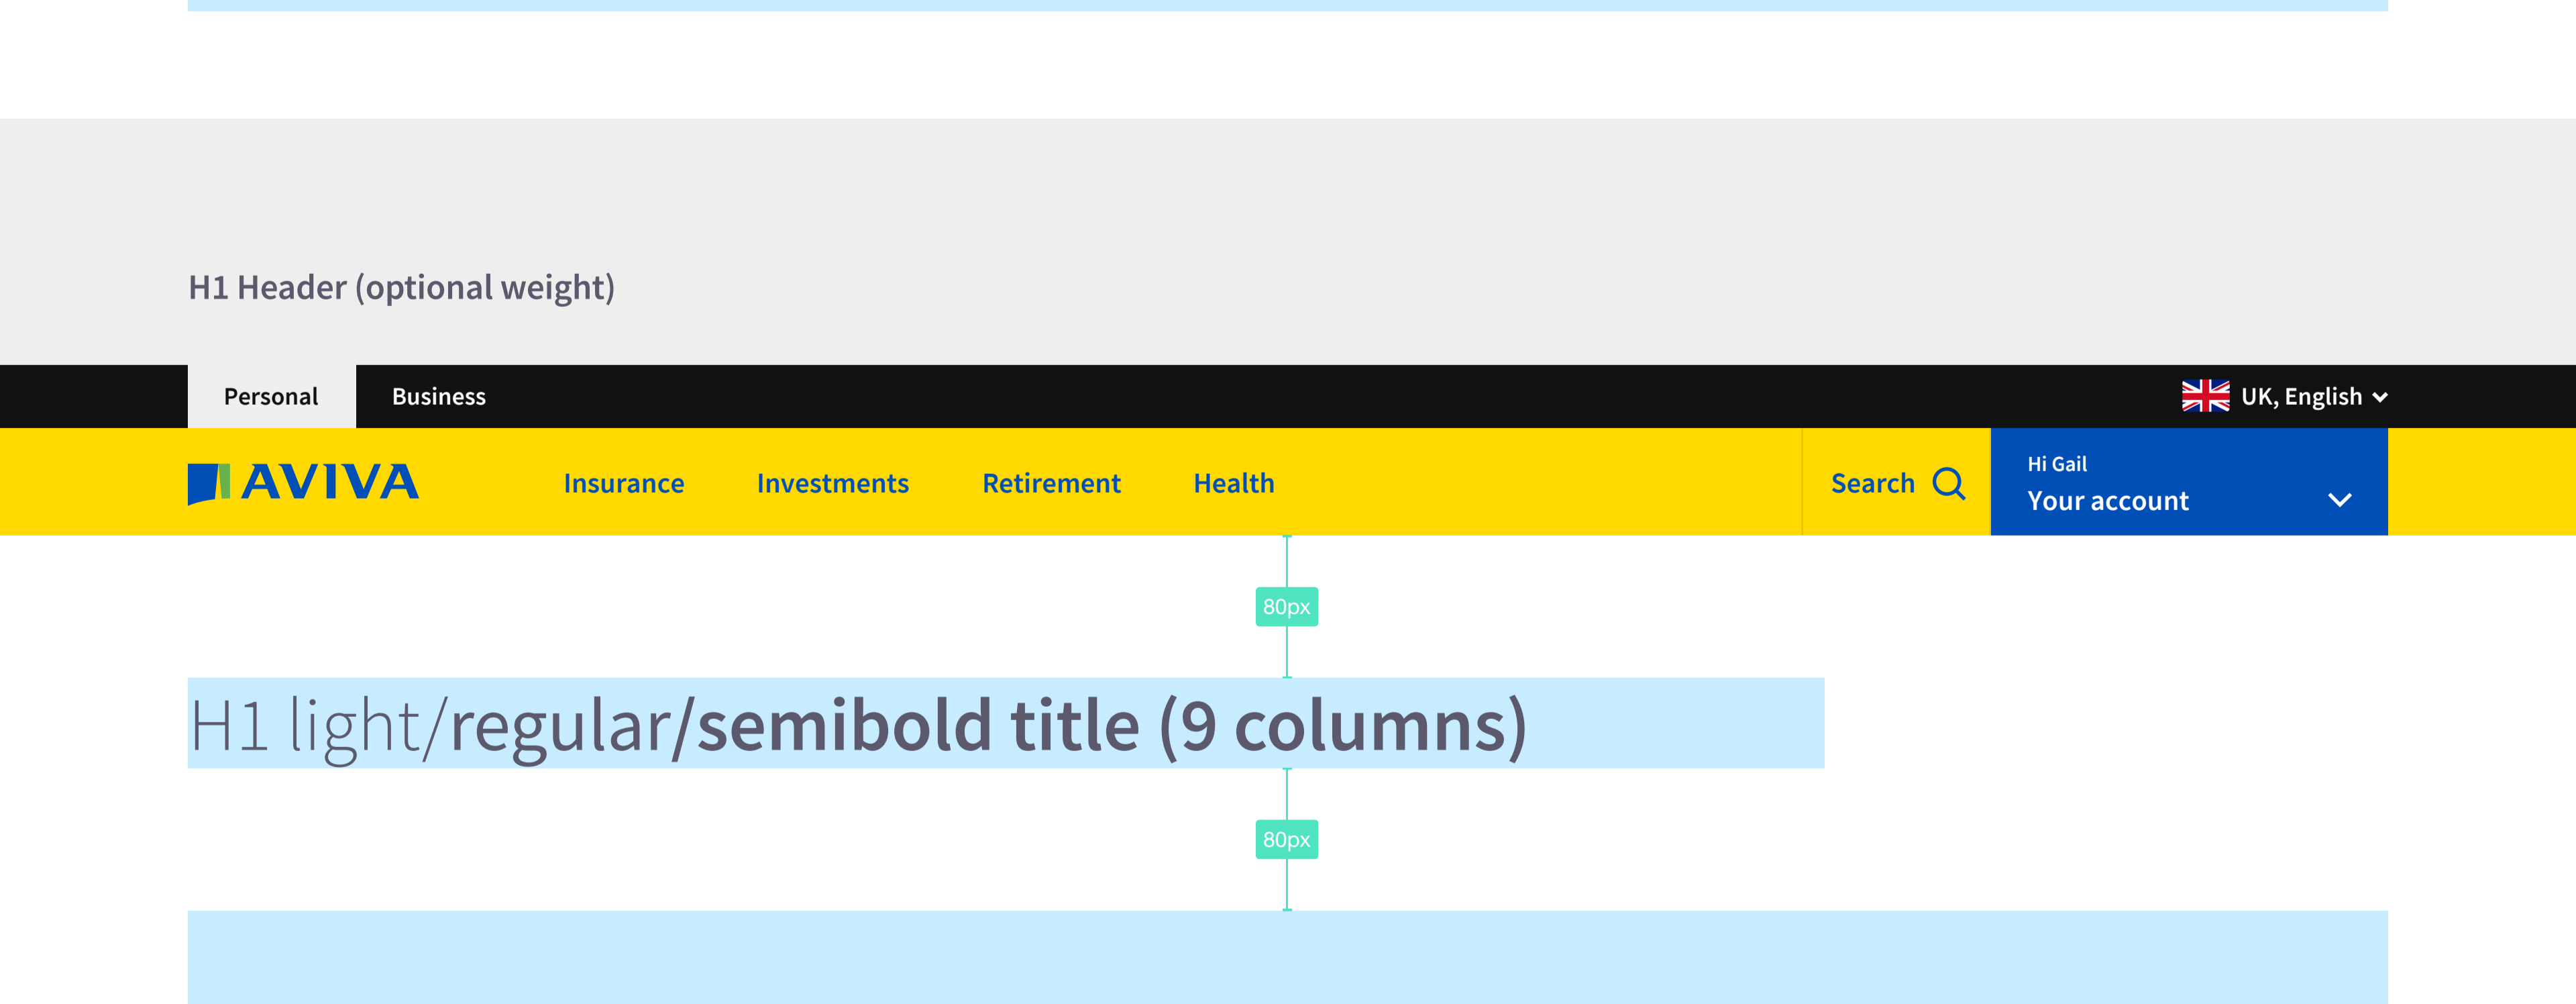 H1 Header (optional weight)
Personal Business UK, English
AVIVA Insurance Investments Retirement Health Search Hi Gail
Your account
80px
H1 light/regular/semibold title (9 columns)
80px